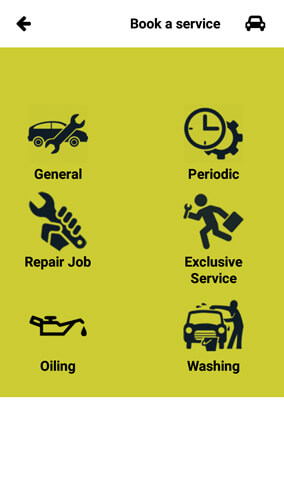 Book a service
General
Periodic
Repair Job
Exclusive
Service
Oiling
Washing